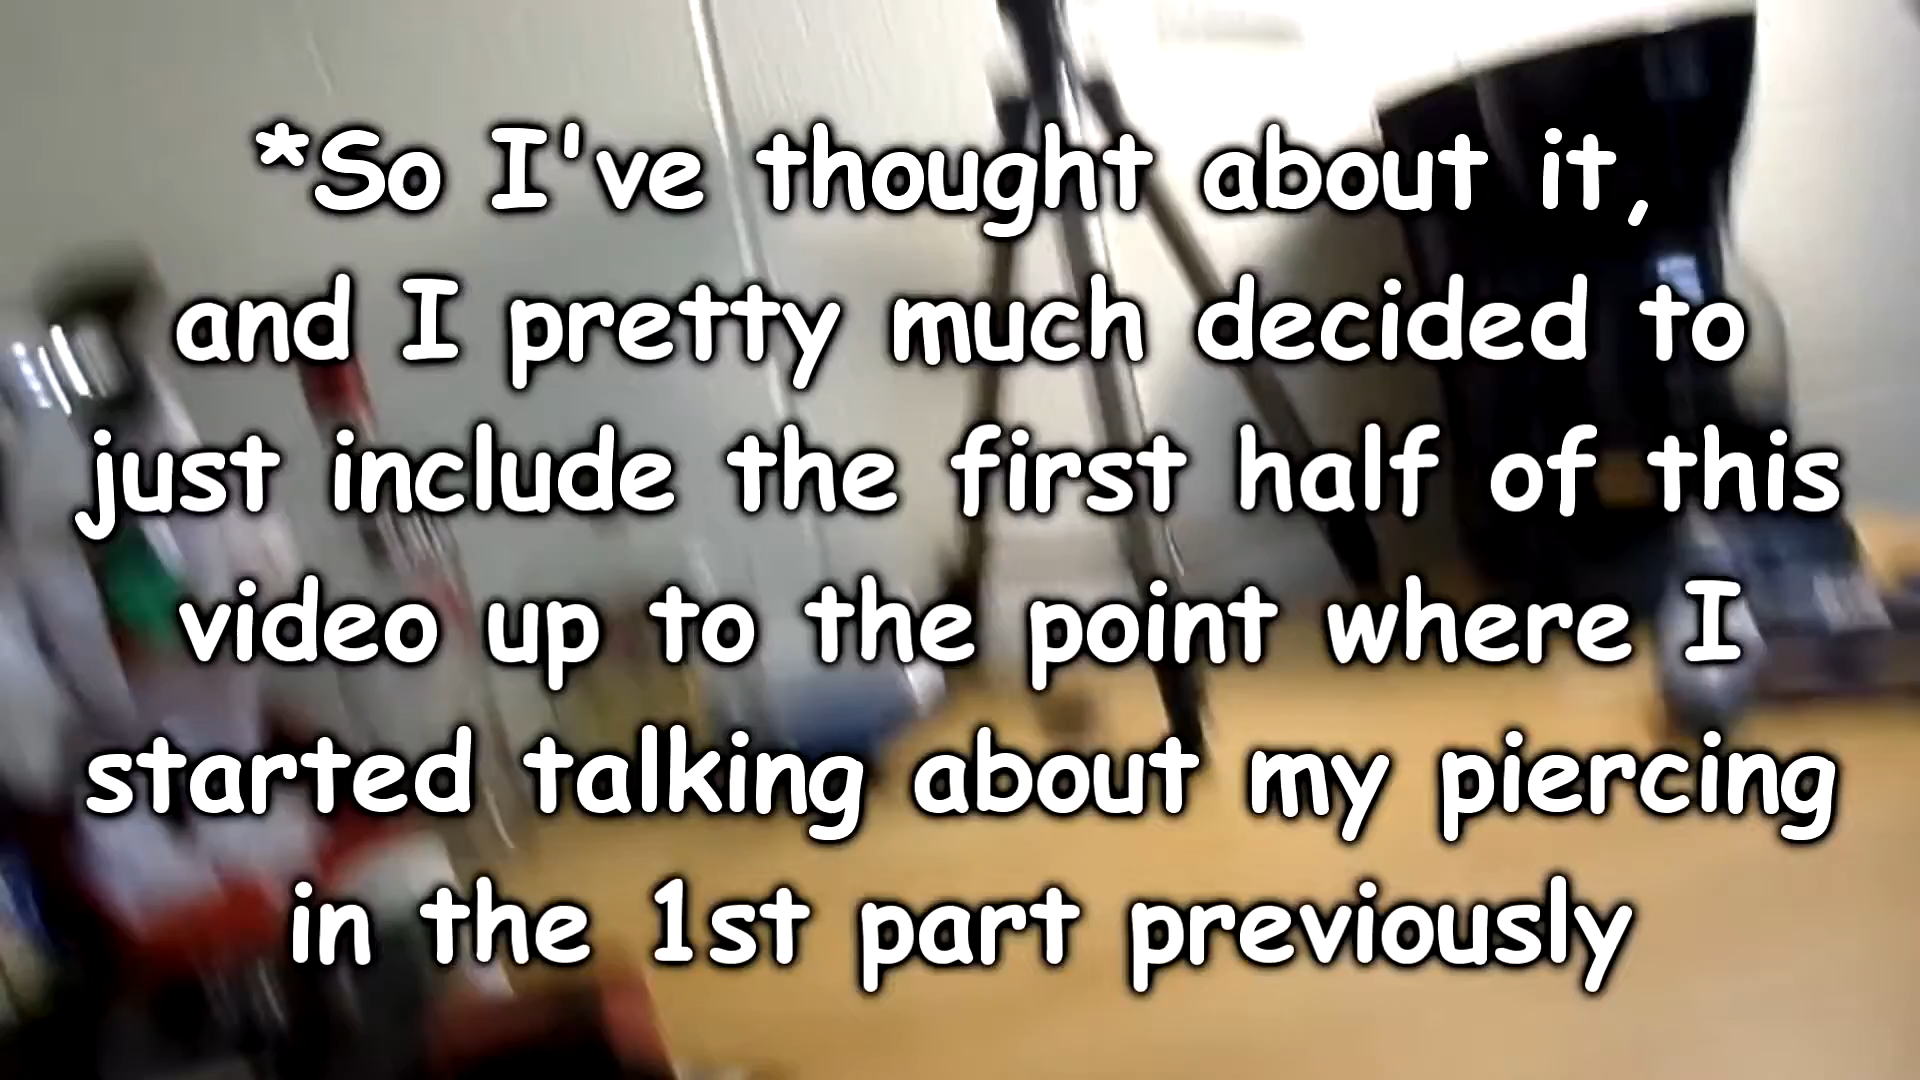 *So I've thought about it,
and I pretty much decided to
just include the first half of this
video up to the point where I
started talking about my piercing
in the 1st part previously